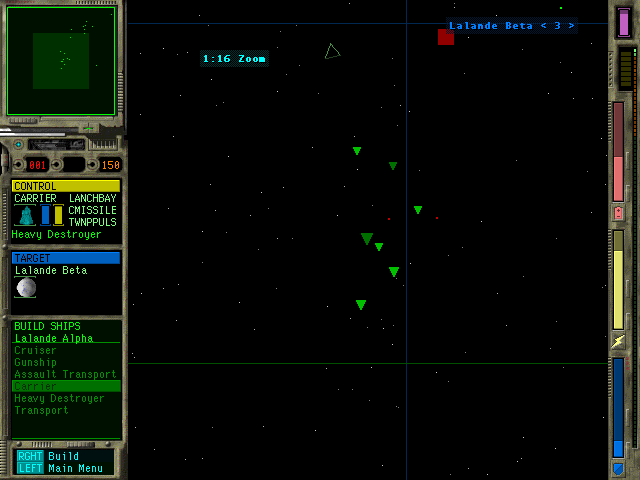 Lalande Beta < 3 >
1:16 Zoom
001 150
CONTROL
CARRIER LANCHBAY
CMISSILE
TWNPPULS
Heavy Destroyer
TARGET
Lalande Beta
BUILD SHIPS
Lalande Alpha
Cruiser
Gunship
Assault Transport
Carrier
Heavy Destroyer
Transport
RGHT Build
LEFT Main Menu